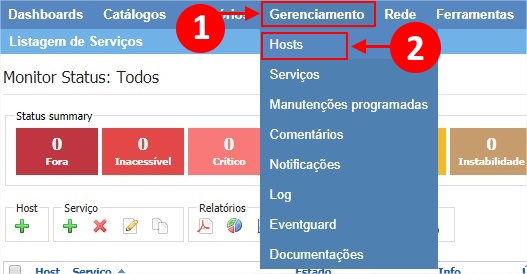 Dashboards Catálogos Gerenciamento Rede Ferramentas
1
Listagem de Serviços
Hosts
2
Serviços
Manutenções programadas
Comentários
Notificações
Log
Eventguard
Documentações
Monitor Status: Todos
Status summary
0
Fora
0
Inacessível
0
Crítico
0
Instabilidade
Host
Serviço
Relatórios
Host Serviço Estado Info